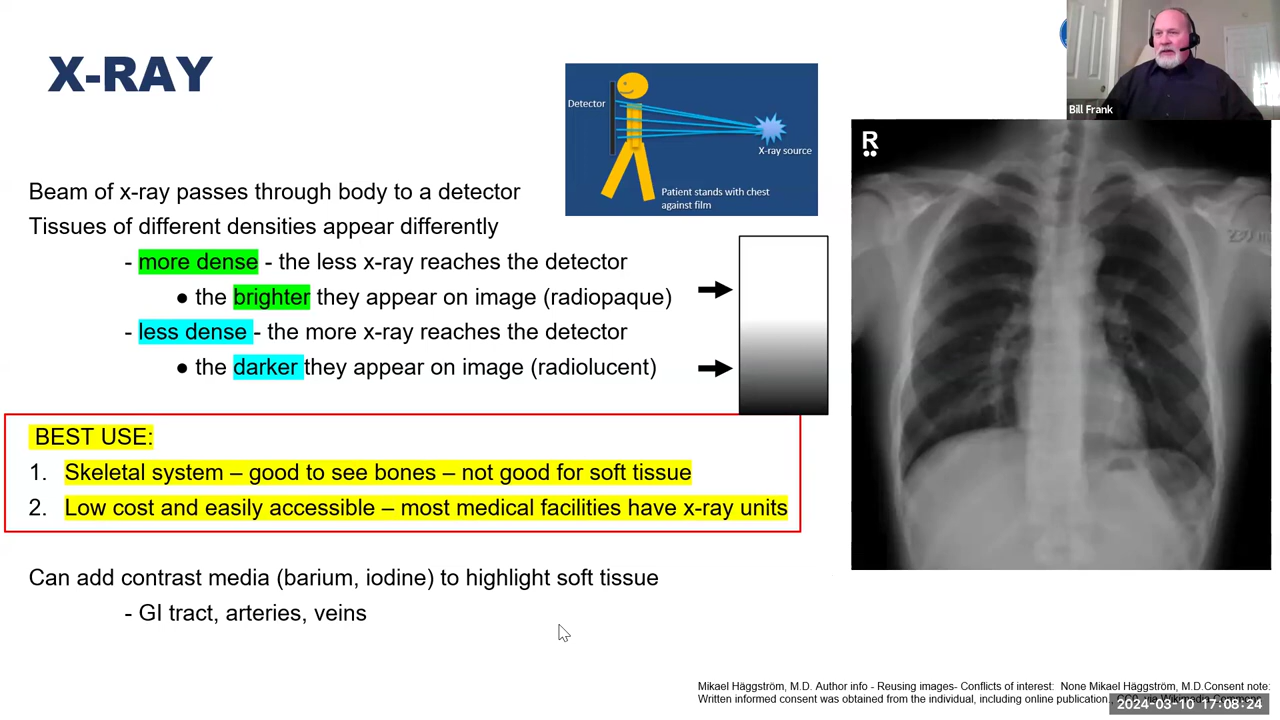 X-RAY
Detector
X-ray source
Patient stands with chest
against film
Bill Frank
R
Beam of x-ray passes through body to a detector
Tissues of different densities appear differently
- more dense - the less x-ray reaches the detector
● the brighter they appear on image (radiopaque)
- less dense - the more x-ray reaches the detector
● the darker they appear on image (radiolucent)
BEST USE:
1. Skeletal system – good to see bones – not good for soft tissue
2. Low cost and easily accessible – most medical facilities have x-ray units
Can add contrast media (barium, iodine) to highlight soft tissue
- GI tract, arteries, veins
Mikael Häggström, M.D. Author info - Reusing images- Conflicts of interest: None Mikael Häggström, M.D.Consent note:
Written informed consent was obtained from the individual, including online publication., CC0, via Wikimedia Commons
2024-03-10 17:08:24